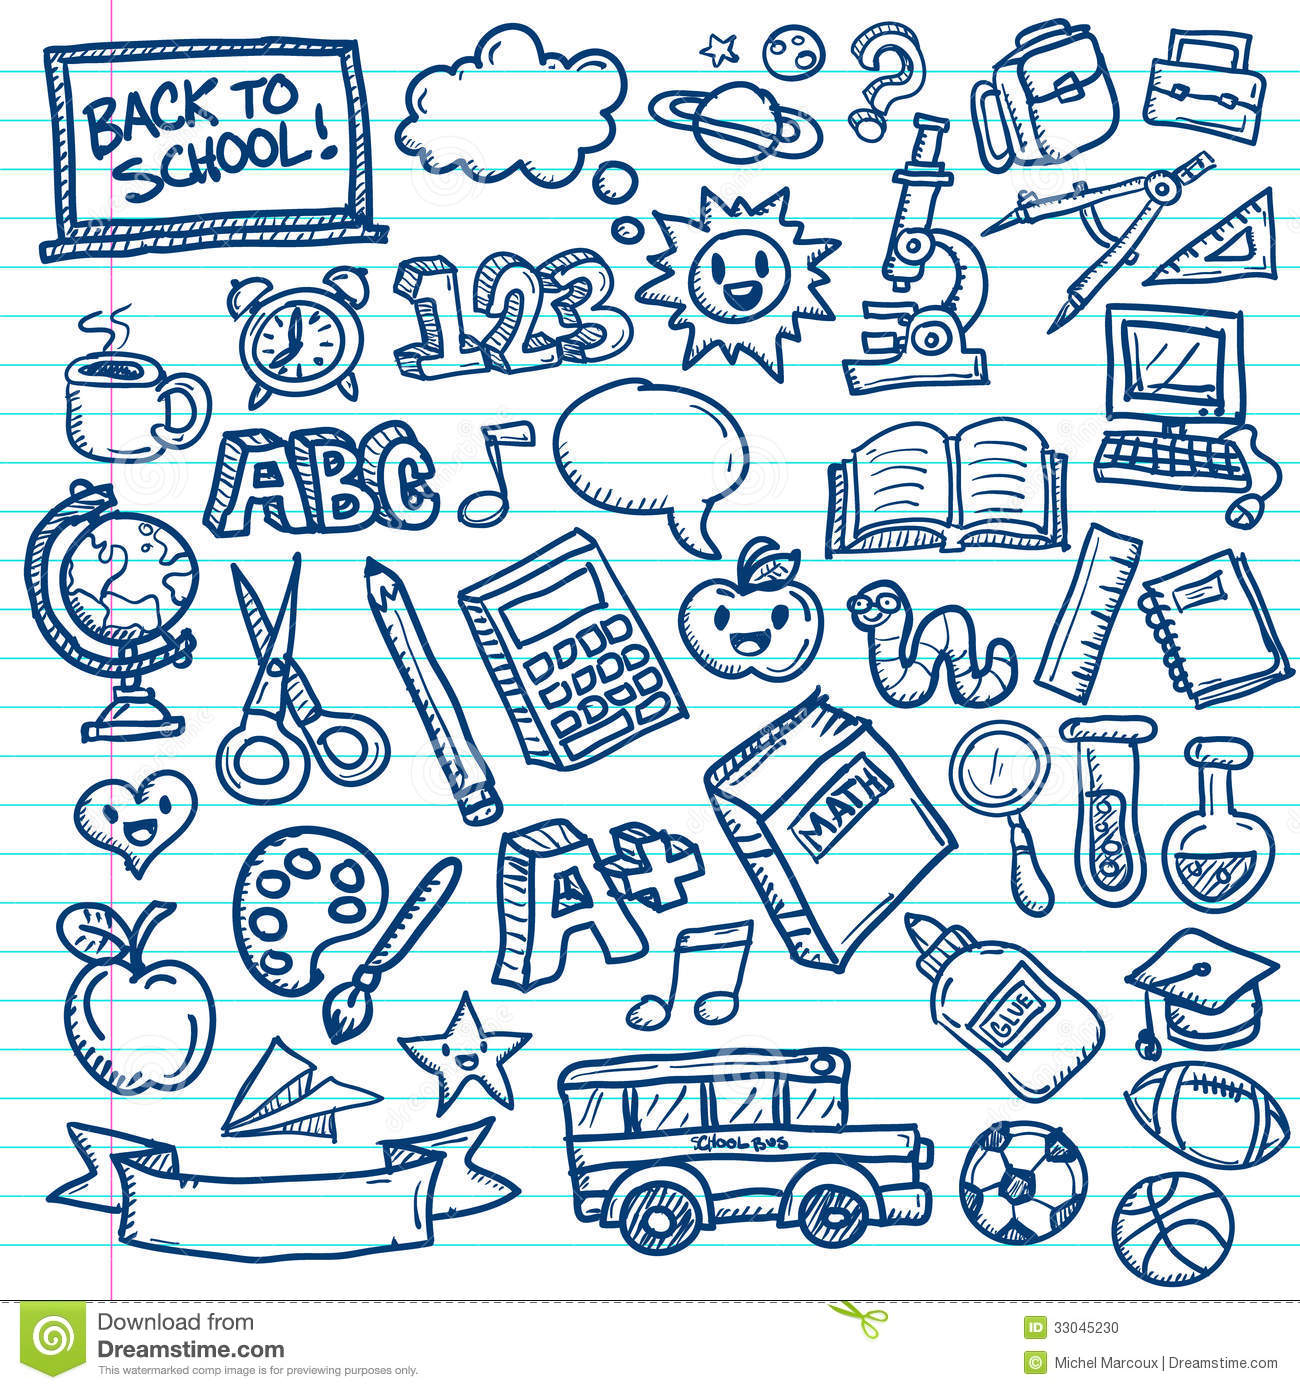 BACK TO
SCHOOL!
?
123
ABC
MATH
A+
GLUE
SCHOOL BUS
Download from
Dreamstime.com
This watermarked comp image is for previewing purposes only.
ID 33045230
© Michel Marcoux | Dreamstime.com